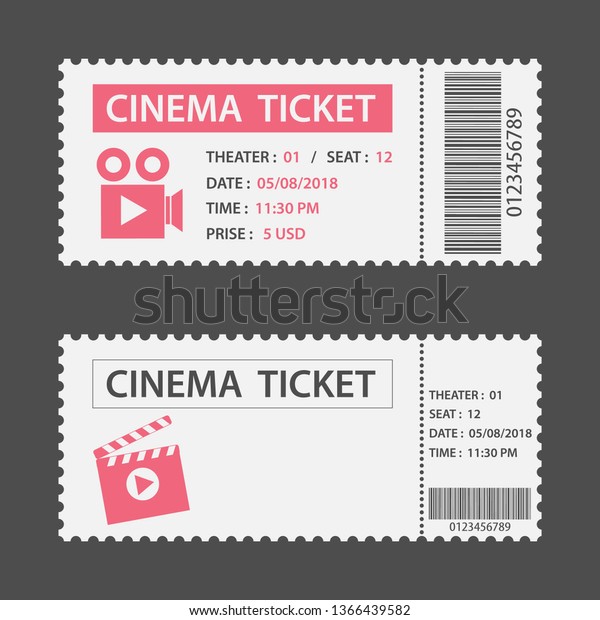 CINEMA TICKET
THEATER : 01 / SEAT : 12
DATE : 05/08/2018
TIME : 11:30 PM
PRISE : 5 USD
0123456789
shutterstock
CINEMA TICKET
THEATER : 01
SEAT : 12
DATE : 05/08/2018
TIME : 11:30 PM
0123456789
www.shutterstock.com · 1366439582